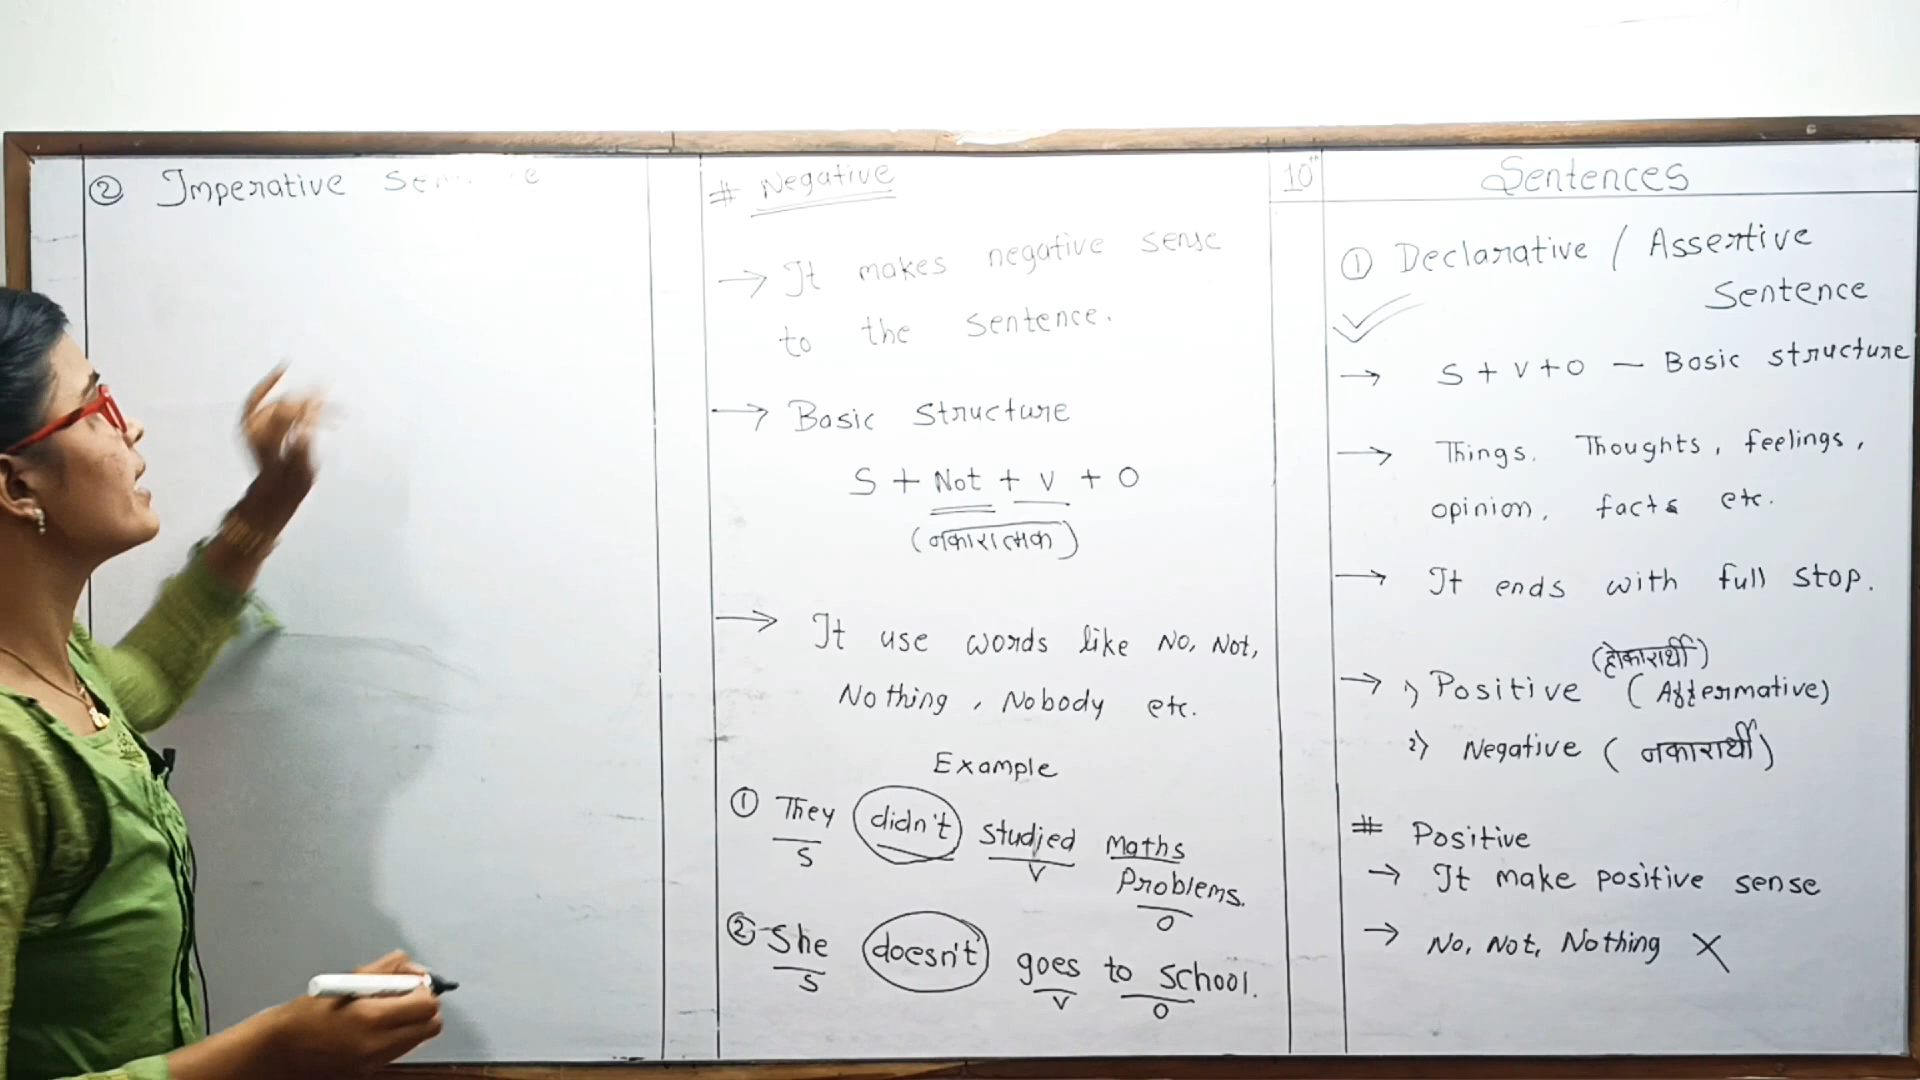 ② Imperative
# Negative
→ It makes negative sense
to the sentence.
→ Basic Structure
S + Not + V + O
(नकारात्मक)
→ It use words like No, Not,
Nothing, Nobody etc.
Example
① They didn't studied Maths
S V Problems.
O
② She doesn't goes to school.
S V O
10th Sentences
① Declarative / Assertive
Sentence
→ S + V + O — Basic structure
→ Things, Thoughts, feelings,
opinion, facts etc.
→ It ends with full stop.
(होकारार्थी)
→ 1) Positive (Affermative)
2) Negative (नकारार्थी)
# Positive
→ It make positive sense
→ No, Not, Nothing X